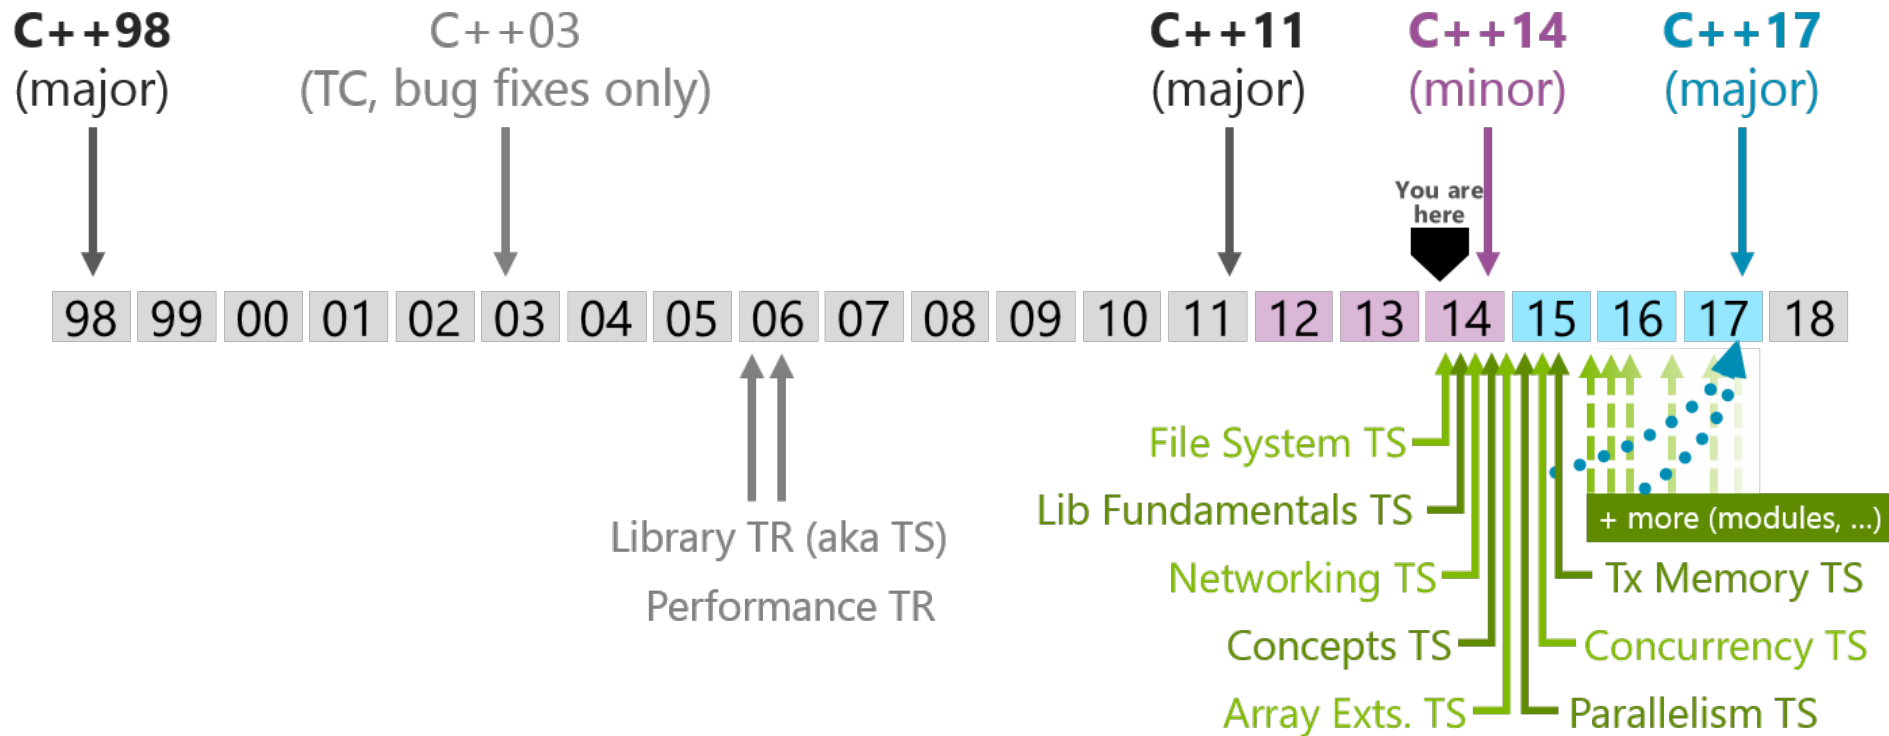 C++98
(major)
C++03
(TC, bug fixes only)
C++11
(major)
C++14
(minor)
C++17
(major)
You are
here
98 99 00 01 02 03 04 05 06 07 08 09 10 11 12 13 14 15 16 17 18
File System TS
Lib Fundamentals TS
+ more (modules, ...)
Library TR (aka TS)
Networking TS
Tx Memory TS
Performance TR
Concepts TS
Concurrency TS
Array Exts. TS
Parallelism TS